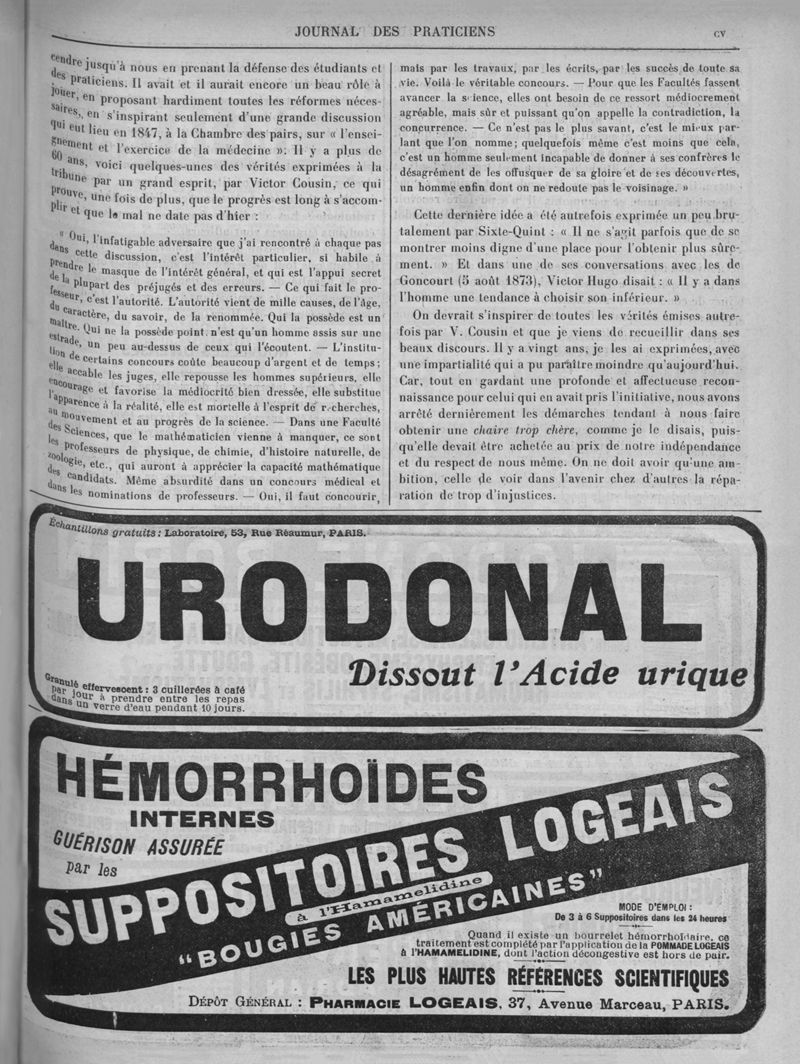 JOURNAL DES PRATICIENS
CV
cendre jusqu'à nous en prenant la défense des étudiants et
des praticiens. Il avait et il aurait encore un beau rôle à
jouer, en proposant hardiment toutes les réformes néces-
saires, en s'inspirant seulement d'une grande discussion
qui eut lieu en 1847, à la Chambre des pairs, sur « l'ensei-
gnement et l'exercice de la médecine ». Il y a plus de
60 ans, voici quelques-unes des vérités exprimées à la
tribune par un grand esprit, par Victor Cousin, ce qui
prouve, une fois de plus, que le progrès est long à s'accom-
plir et que le mal ne date pas d'hier :
« Oui, l'infatigable adversaire que j'ai rencontré à chaque pas
dans cette discussion, c'est l'intérêt particulier, si habile à
prendre le masque de l'intérêt général, et qui est l'appui secret
de la plupart des préjugés et des erreurs. — Ce qui fait le pro-
fesseur, c'est l'autorité. L'autorité vient de mille causes, de l'âge,
du caractère, du savoir, de la renommée. Qui la possède est un
maître. Qui ne la possède point, n'est qu'un homme assis sur une
estrade, un peu au-dessus de ceux qui l'écoutent. — L'institu-
tion de certains concours coûte beaucoup d'argent et de temps;
elle accable les juges, elle repousse les hommes supérieurs, elle
encourage et favorise la médiocrité bien dressée, elle substitue
l'apparence à la réalité, elle est mortelle à l'esprit de recherches,
au mouvement et au progrès de la science. — Dans une Faculté
des Sciences, que le mathématicien vienne à manquer, ce sont
les professeurs de physique, de chimie, d'histoire naturelle, de
zoologie, etc., qui auront à apprécier la capacité mathématique
des candidats. Même absurdité dans un concours médical et
dans les nominations de professeurs. — Oui, il faut concourir,
mais par les travaux, par les écrits, par les succès de toute sa
vie. Voilà le véritable concours. — Pour que les Facultés fassent
avancer la science, elles ont besoin de ce ressort médiocrement
agréable, mais sûr et puissant qu'on appelle la contradiction, la
concurrence. — Ce n'est pas le plus savant, c'est le mieux par-
lant que l'on nomme; quelquefois même c'est moins que cela,
c'est un homme seulement incapable de donner à ses confrères le
désagrément de les offusquer de sa gloire et de ses découvertes,
un homme enfin dont on ne redoute pas le voisinage. »
Cette dernière idée a été autrefois exprimée un peu bru-
talement par Sixte-Quint : « Il ne s'agit parfois que de se
montrer moins digne d'une place pour l'obtenir plus sûre-
ment. » Et dans une de ses conversations avec les de
Goncourt (5 août 1873), Victor Hugo disait : « Il y a dans
l'homme une tendance à choisir son inférieur. »
On devrait s'inspirer de toutes les vérités émises autre-
fois par V. Cousin et que je viens de recueillir dans ses
beaux discours. Il y a vingt ans, je les ai exprimées, avec
une impartialité qui a pu paraître moindre qu'aujourd'hui.
Car, tout en gardant une profonde et affectueuse recon-
naissance pour celui qui en avait pris l'initiative, nous avons
arrêté dernièrement les démarches tendant à nous faire
obtenir une chaire trop chère, comme je le disais, puis-
qu'elle devait être achetée au prix de notre indépendance
et du respect de nous même. On ne doit avoir qu'une am-
bition, celle de voir dans l'avenir chez d'autres la répa-
ration de trop d'injustices.
Échantillons gratuits : Laboratoire, 53, Rue Réaumur, PARIS.
URODONAL
Dissout l'Acide urique
Granulé effervescent : 3 cuillerées à café
par jour à prendre entre les repas
dans un verre d'eau pendant 10 jours.
HÉMORRHOÏDES
INTERNES
GUÉRISON ASSURÉE
par les
SUPPOSITOIRES LOGEAIS
à l'Hamamelidine
"BOUGIES AMÉRICAINES"
MODE D'EMPLOI :
De 3 à 6 Suppositoires dans les 24 heures
Quand il existe un bourrelet hémorrhoïdaire, ce
traitement est complété par l'application de la POMMADE LOGEAIS
à l'HAMAMELIDINE, dont l'action décongestive est hors de pair.
LES PLUS HAUTES RÉFÉRENCES SCIENTIFIQUES
DÉPÔT GÉNÉRAL : PHARMACIE LOGEAIS, 37, Avenue Marceau, PARIS.